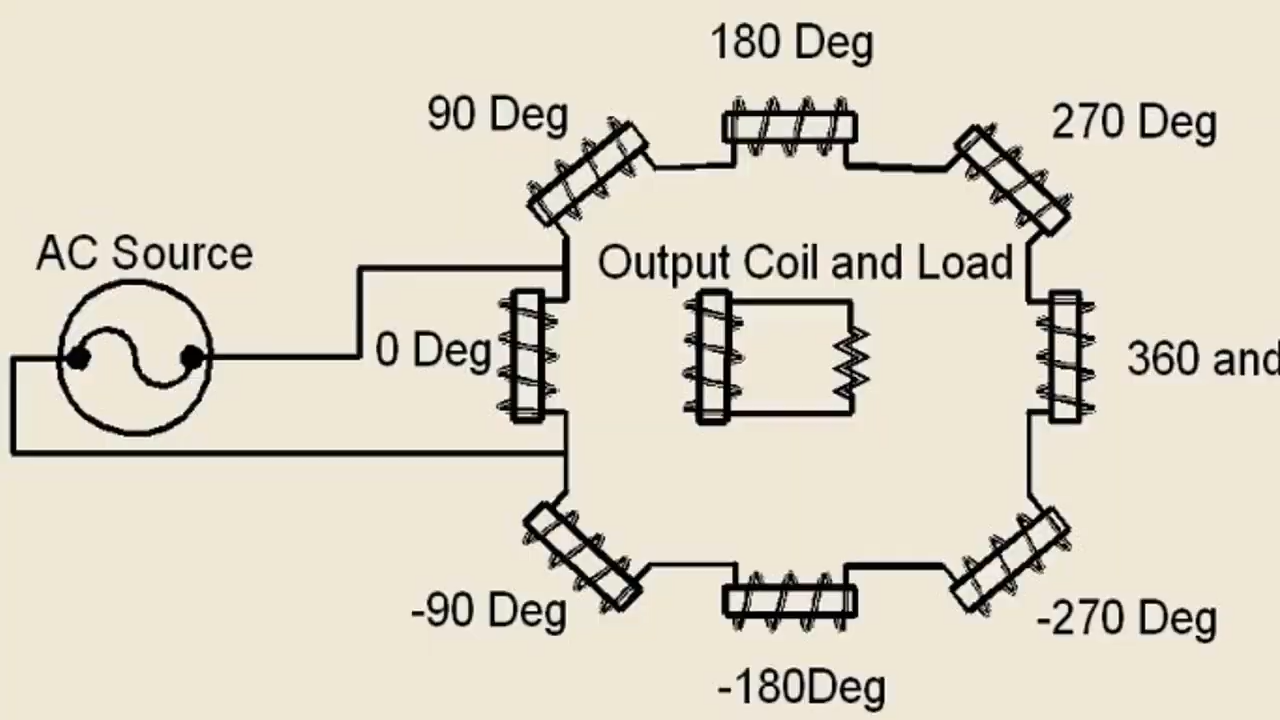 180 Deg
90 Deg
270 Deg
AC Source
Output Coil and Load
0 Deg
360 and
-90 Deg
-270 Deg
-180Deg